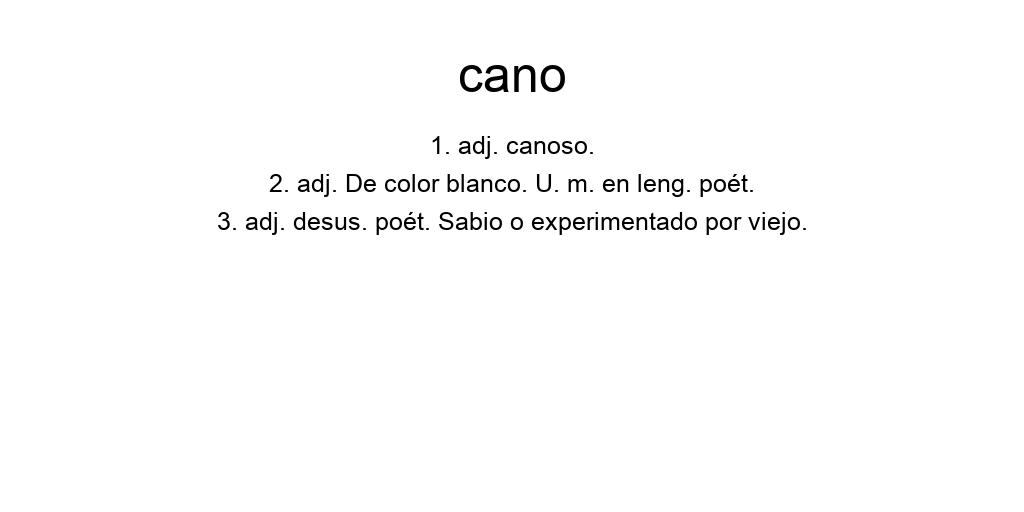 cano
1. adj. canoso.
2. adj. De color blanco. U. m. en leng. poét.
3. adj. desus. poét. Sabio o experimentado por viejo.